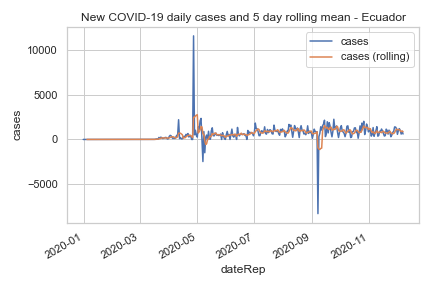 New COVID-19 daily cases and 5 day rolling mean - Ecuador
cases
cases (rolling)
10000
5000
0
−5000
cases
2020-01
2020-03
2020-05
2020-07
2020-09
2020-11
dateRep